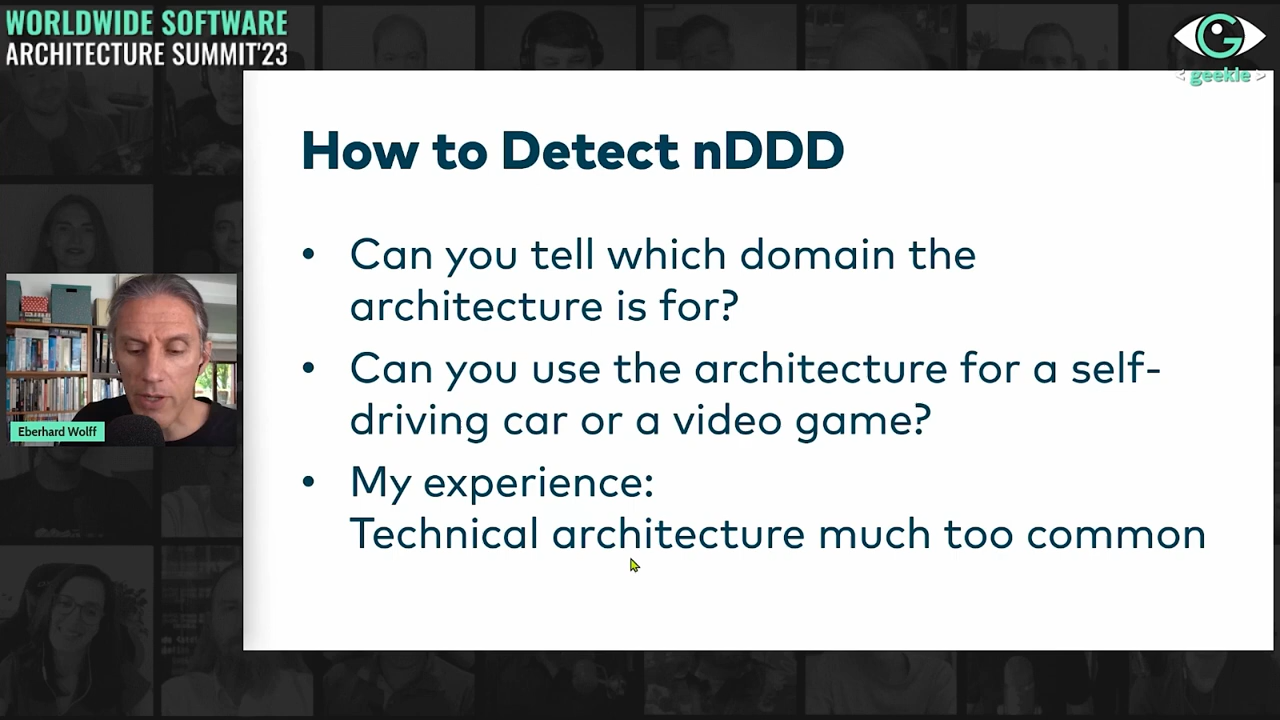 WORLDWIDE SOFTWARE
ARCHITECTURE SUMMIT'23
G
< geekle >
How to Detect nDDD
• Can you tell which domain the
architecture is for?
• Can you use the architecture for a self-
driving car or a video game?
• My experience:
Technical architecture much too common
Eberhard Wolff